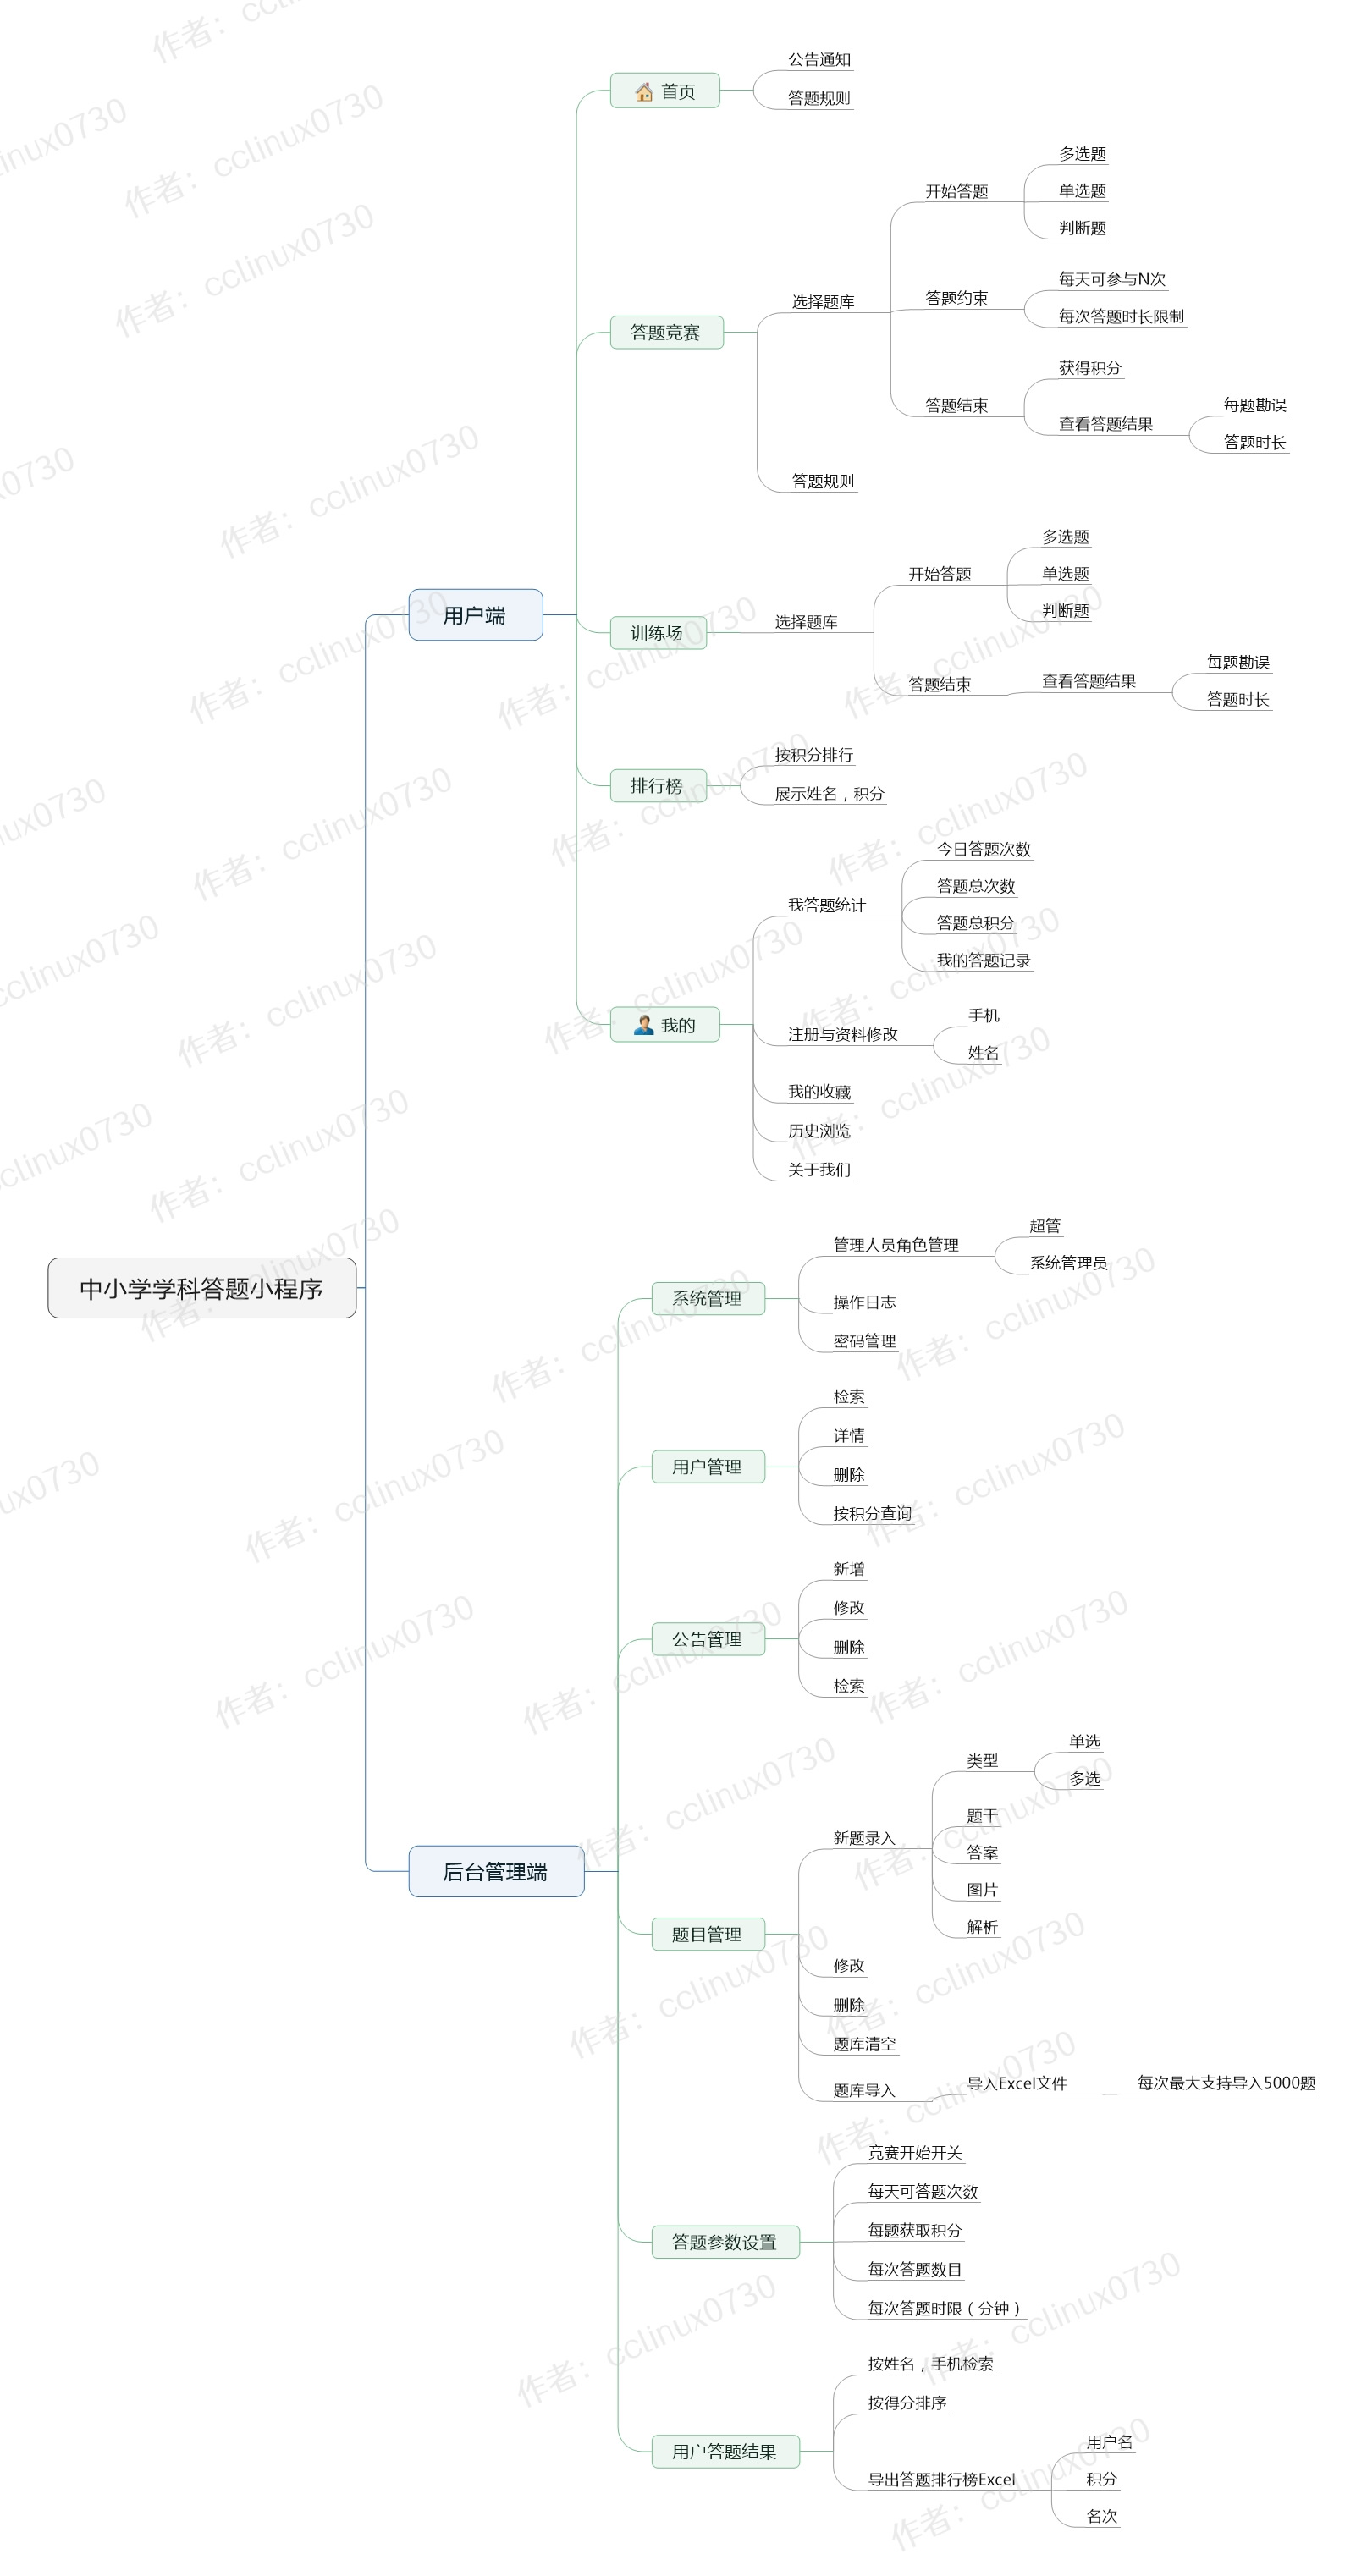 中小学学科答题小程序
用户端
首页
公告通知
答题规则
答题竞赛
选择题库
开始答题
多选题
单选题
判断题
答题约束
每天可参与N次
每次答题时长限制
答题结束
获得积分
查看答题结果
每题勘误
答题时长
答题规则
训练场
选择题库
开始答题
多选题
单选题
判断题
答题结束
查看答题结果
每题勘误
答题时长
排行榜
按积分排行
展示姓名，积分
我的
我答题统计
今日答题次数
答题总次数
答题总积分
我的答题记录
注册与资料修改
手机
姓名
我的收藏
历史浏览
关于我们
后台管理端
系统管理
管理人员角色管理
超管
系统管理员
操作日志
密码管理
用户管理
检索
详情
删除
按积分查询
公告管理
新增
修改
删除
检索
题目管理
新题录入
类型
单选
多选
题干
答案
图片
解析
修改
删除
题库清空
题库导入
导入Excel文件
每次最大支持导入5000题
答题参数设置
竞赛开始开关
每天可答题次数
每题获取积分
每次答题数目
每次答题时限（分钟）
用户答题结果
按姓名，手机检索
按得分排序
导出答题排行榜Excel
用户名
积分
名次
作者：cclinux0730